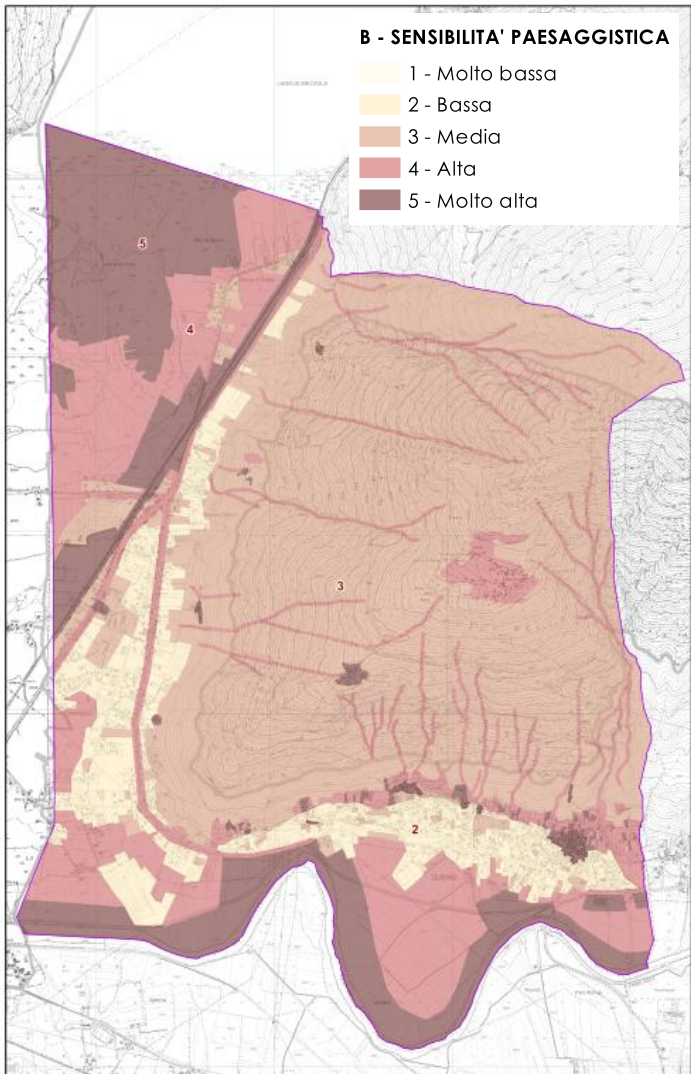 B - SENSIBILITA' PAESAGGISTICA
1 - Molto bassa
2 - Bassa
3 - Media
4 - Alta
5 - Molto alta
5
4
3
2